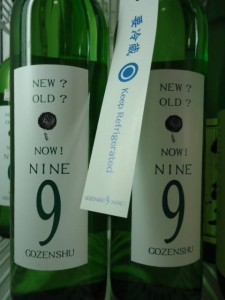 NEW?
OLD?
NOW!
NINE
9
GOZENSHU
要冷蔵
Keep Refrigerated
NEW?
OLD?
NOW!
NINE
9
GOZENSHU